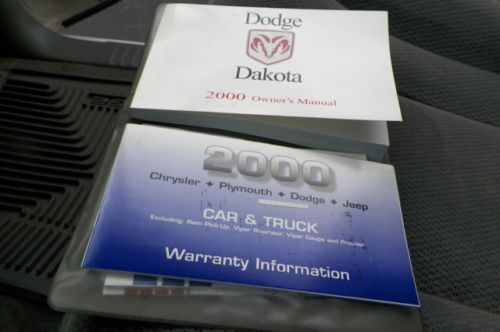 Dodge
Dakota
2000 Owner's Manual
2000
Chrysler ✦ Plymouth ✦ Dodge ✦ Jeep
CAR & TRUCK
Excluding: Ram Pick-Up, Viper Roadster, Viper Coupe and Prowler
Warranty Information